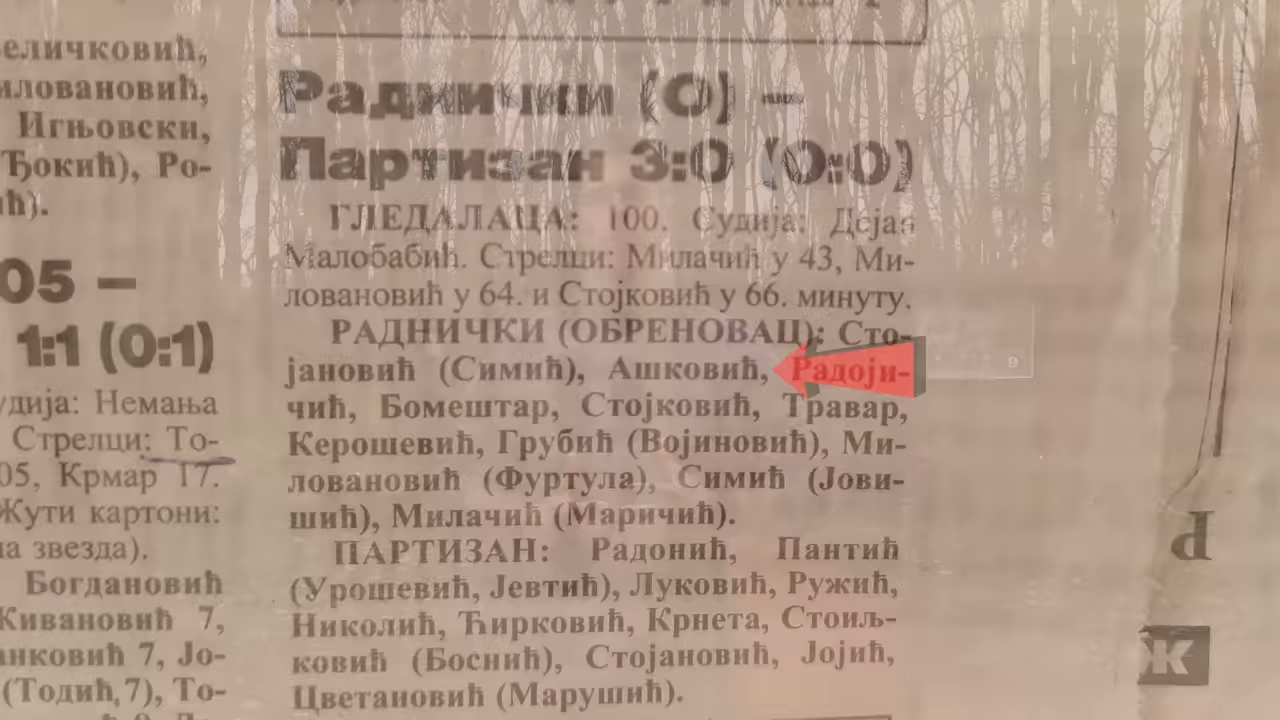 еличковић,
иловановић,
Игњовски,
Ђокић), Ро-
ић).
05 –
1:1 (0:1)
удија: Немања
Стрелци: То-
05, Крмар 17.
Жути картони:
на звезда).
Богдановић
Живановић 7,
анковић 7, Јо-
(Тодић,7), То-
Раднички (О) –
Партизан 3:0 (0:0)
ГЛЕДАЛАЦА: 100. Судија: Дејан
Малобабић. Стрелци: Милачић у 43, Ми-
ловановић у 64. и Стојковић у 66. минуту.
РАДНИЧКИ (ОБРЕНОВАЦ): Сто-
јановић (Симић), Ашковић, Радоји-
чић, Бомештар, Стојковић, Травар,
Керошевић, Грубић (Војиновић), Ми-
ловановић (Фуртула), Симић (Јови-
шић), Милачић (Маричић).
ПАРТИЗАН: Радонић, Пантић
(Урошевић, Јевтић), Луковић, Ружић,
Николић, Ћирковић, Крнета, Стоиљ-
ковић (Боснић), Стојановић, Јојић,
Цветановић (Марушић).
9
Р
Ж